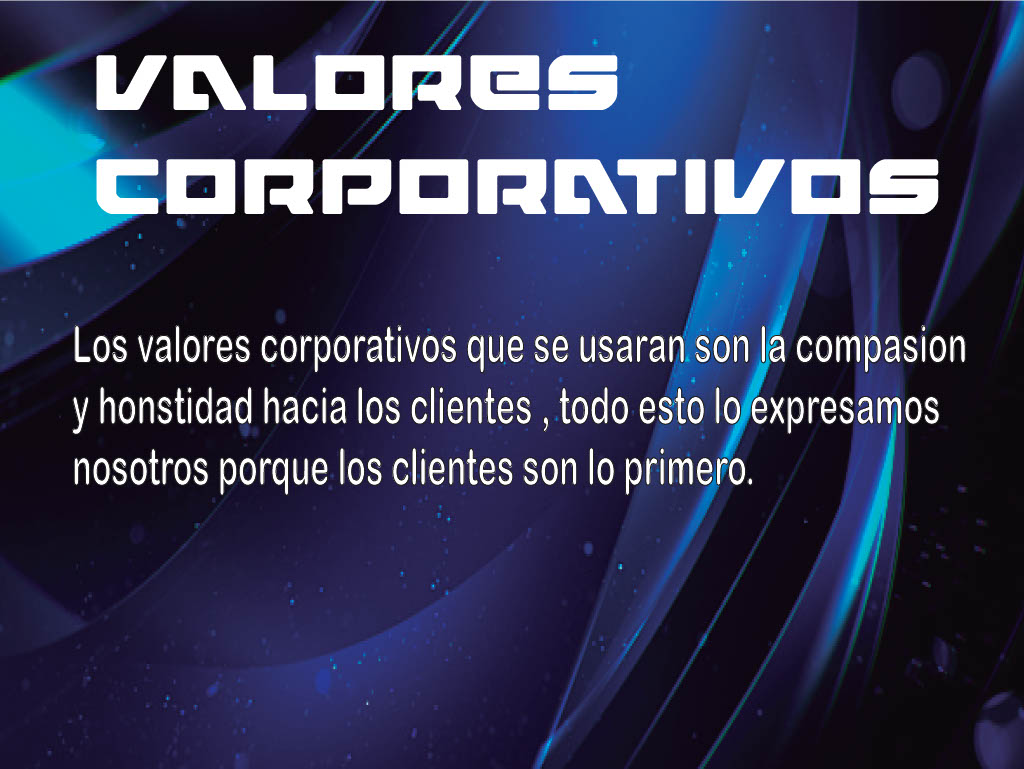 VALORES
CORPORATIVOS
Los valores corporativos que se usaran son la compasion
y honstidad hacia los clientes , todo esto lo expresamos
nosotros porque los clientes son lo primero.